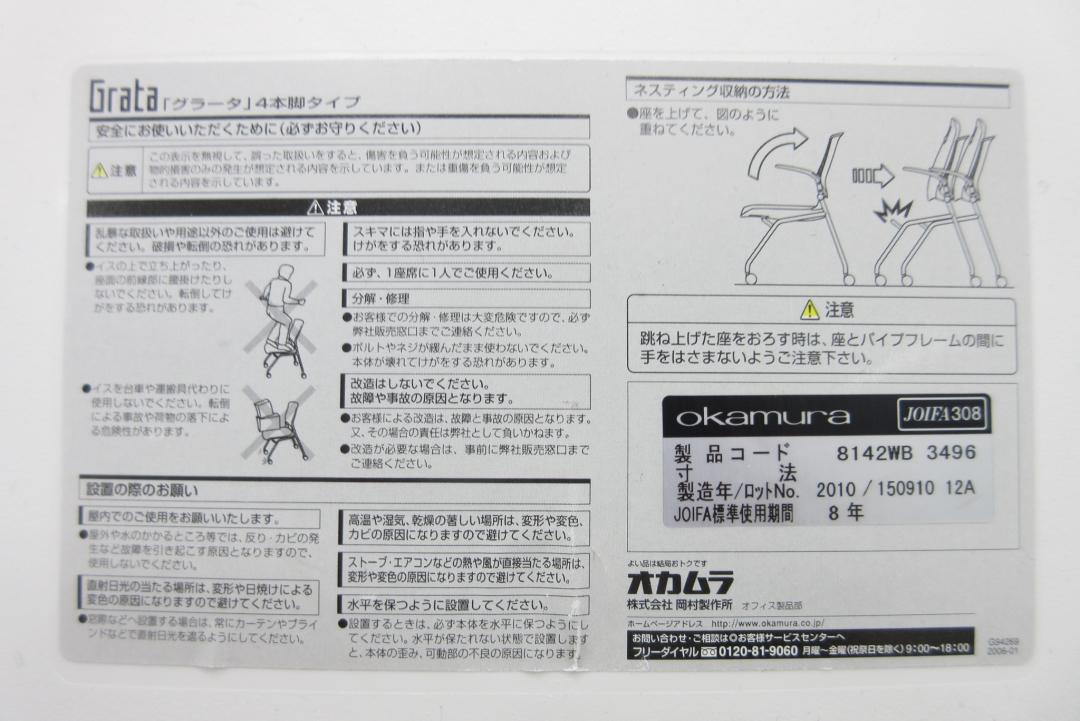 Grata「グラータ」4本脚タイプ
安全にお使いいただくために(必ずお守りください)
⚠注意
この表示を無視して、誤った取扱いをすると、傷害を負う可能性が想定される内容および
物的損害のみの発生が想定される内容を示しています。または重傷を負う可能性が想定
される内容を示しています。
⚠注意
乱暴な取扱いや用途以外のご使用は避けて
ください。破損や転倒の恐れがあります。
●イスの上で立ち上がったり、
座面の前縁部に腰掛けたりし
ないでください。転倒してけ
がをする恐れがあります。
●イスを台車や運搬具代わりに
使用しないでください。転倒
による事故や荷物の落下によ
る危険性があります。
スキマには指や手を入れないでください。
けがをする恐れがあります。
必ず、1座席に1人でご使用ください。
分解・修理
●お客様での分解・修理は大変危険ですので、必ず
弊社販売窓口までご連絡ください。
●ボルトやネジが緩んだまま使わないでください。
本体が壊れてけがをする恐れがあります。
改造はしないでください。
故障や事故の原因となります。
●お客様による改造は、故障と事故の原因となります。
又、その場合の責任は弊社として負いかねます。
●改造が必要な場合は、事前に弊社販売窓口まで
ご連絡ください。
設置の際のお願い
屋内でのご使用をお願いいたします。
●屋外や水のかかるところ等では、反り・カビの発
生など故障を引き起こす原因となりますので、
使用しないでください。
直射日光の当たる場所は、変形や日焼けによる
変色の原因になりますので避けてください。
●窓際などへ設置する場合は、常にカーテンやブライ
ンドなどで直射日光を遮るようにしてください。
高温や湿気、乾燥の著しい場所は、変形や変色、
カビの原因になりますので避けてください。
ストーブ・エアコンなどの熱や風が直接当たる場所は、
変形や変色の原因になりますので避けてください。
水平を保つように設置してください。
●設置するときは、必ず本体を水平に保つようにし
てください。水平が保たれない状態で設置します
と、本体の歪み、可動部の不良の原因になります。
ネスティング収納の方法
●座を上げて、図のように
重ねてください。
⚠注意
跳ね上げた座をおろす時は、座とパイプフレームの間に
手をはさまないようご注意下さい。
okamura JOIFA308
製品コード 8142WB 3496
寸法
製造年/ロットNo. 2010 / 150910 12A
JOIFA標準使用期間 8 年
よい品は結局おトクです
オカムラ
株式会社 岡村製作所 オフィス製品部
ホームページアドレス http://www.okamura.co.jp/
お問い合わせ・ご相談は◎お客様サービスセンターへ
フリーダイヤル 0120-81-9060 月曜〜金曜(祝祭日を除く)9:00〜18:00
G94269
2006-01